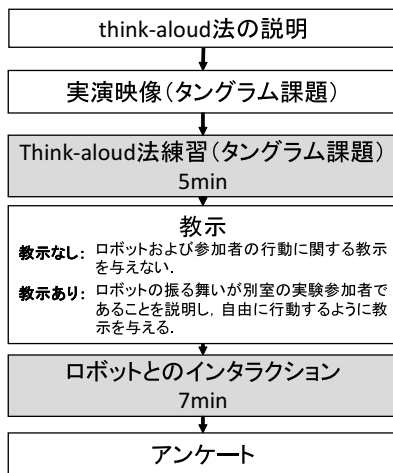 think-aloud法の説明
実演映像(タングラム課題)
Think-aloud法練習(タングラム課題)
5min
教示
教示なし: ロボットおよび参加者の行動に関する教示
を与えない.
教示あり: ロボットの振る舞いが別室の実験参加者で
あることを説明し, 自由に行動するように教
示を与える.
ロボットとのインタラクション
7min
アンケート